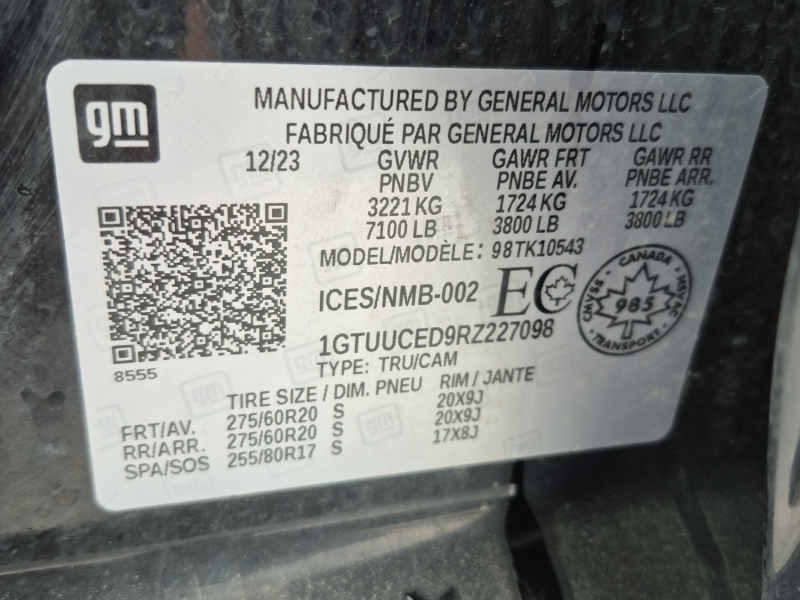 gm
MANUFACTURED BY GENERAL MOTORS LLC
FABRIQUÉ PAR GENERAL MOTORS LLC
12/23 GVWR GAWR FRT GAWR RR
PNBV PNBE AV. PNBE ARR.
3221 KG 1724 KG 1724 KG
7100 LB 3800 LB 3800 LB
MODEL/MODÈLE: 98TK10543
ICES/NMB-002 EC
CANADA
CMVSS 985 NSVAC
TRANSPORT
1GTUUCED9RZ227098
8555
TYPE: TRU/CAM
TIRE SIZE / DIM. PNEU RIM / JANTE
FRT/AV. 275/60R20 S 20X9J
RR/ARR. 275/60R20 S 20X9J
SPA/SOS 255/80R17 S 17X8J